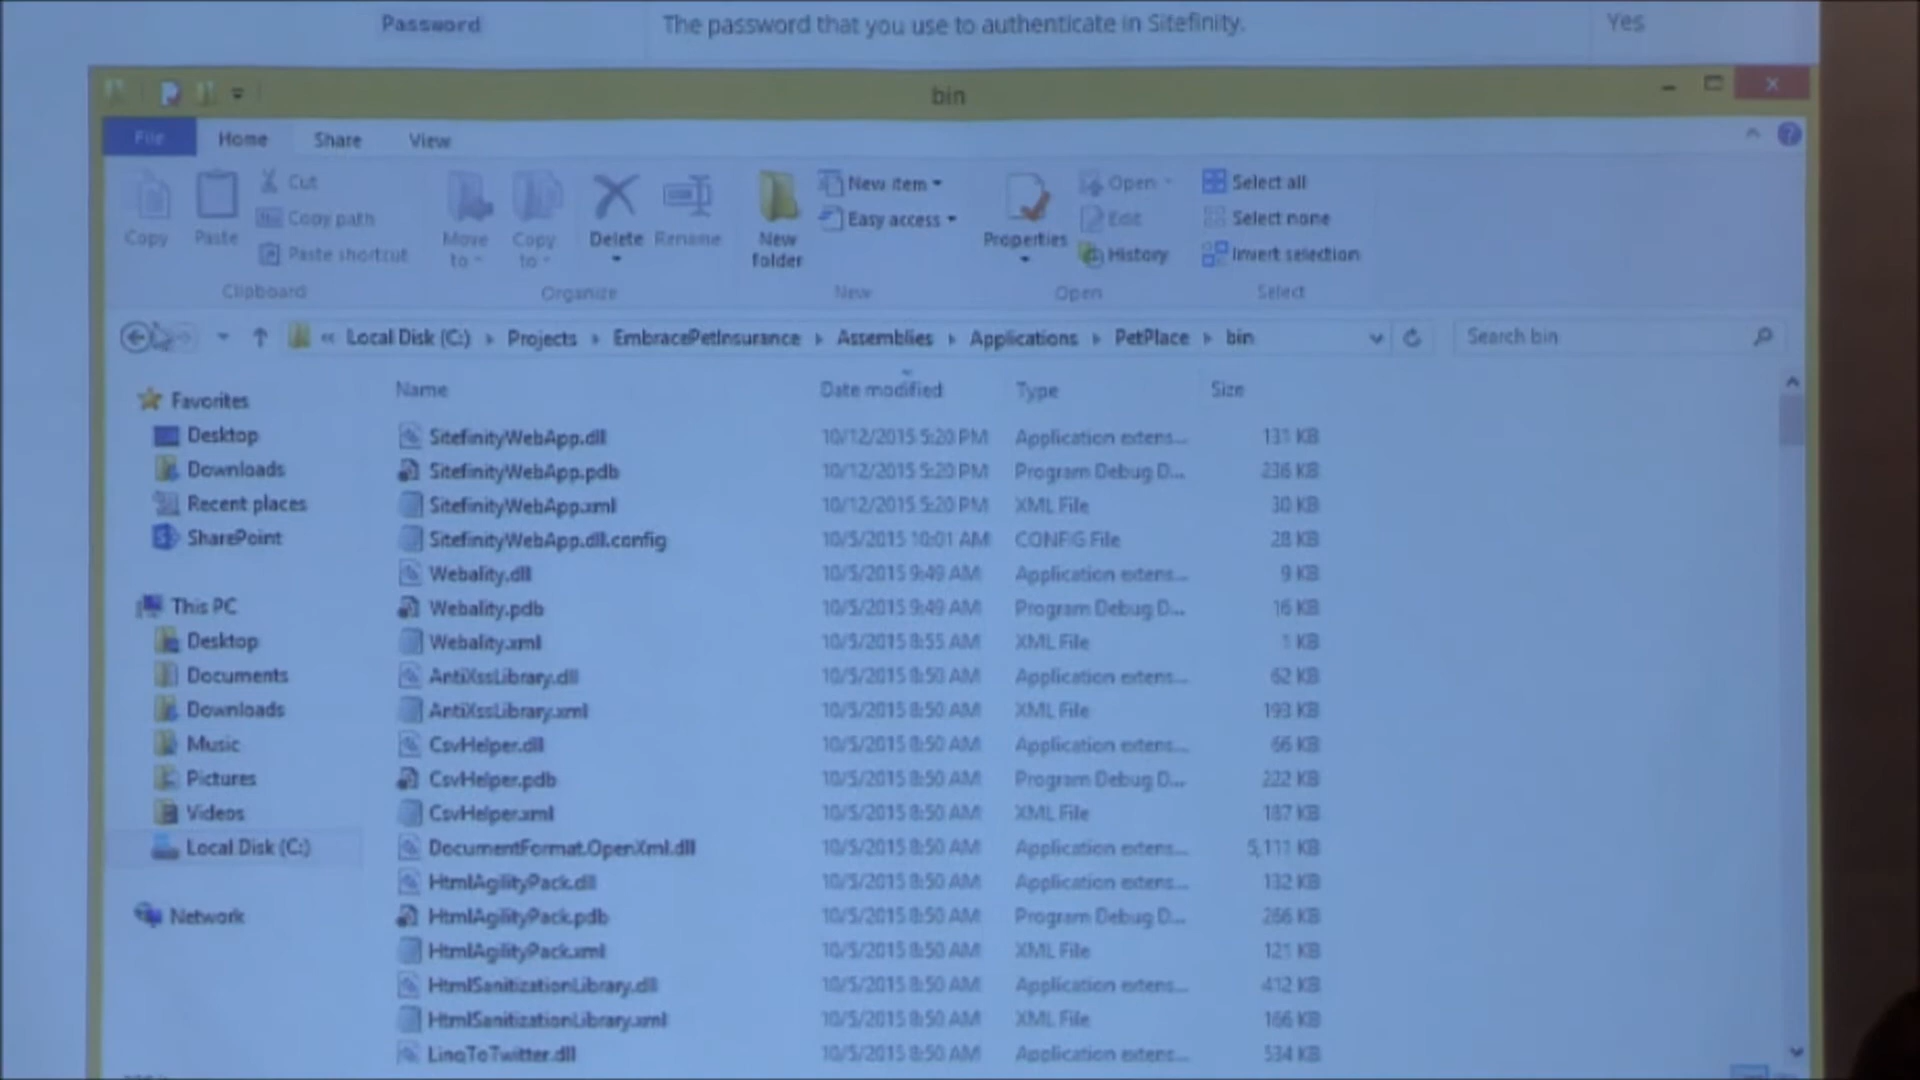 Password The password that you use to authenticate in Sitefinity. Yes
bin
File Home Share View
Copy Paste Cut Copy path Paste shortcut
Move to Copy to Delete Rename
New folder New item Easy access
Properties Open Edit History
Select all Select none Invert selection
Clipboard Organize New Open Select
« Local Disk (C:) Projects EmbracePetInsurance Assemblies Applications PetPlace bin Search bin
Name Date modified Type Size
Favorites
Desktop
Downloads
Recent places
SharePoint
This PC
Desktop
Documents
Downloads
Music
Pictures
Videos
Local Disk (C:)
Network
SitefinityWebApp.dll 10/12/2015 5:20 PM Application extens... 131 KB
SitefinityWebApp.pdb 10/12/2015 5:20 PM Program Debug D... 236 KB
SitefinityWebApp.xml 10/12/2015 5:20 PM XML File 30 KB
SitefinityWebApp.dll.config 10/5/2015 10:01 AM CONFIG File 28 KB
Webality.dll 10/5/2015 9:49 AM Application extens... 9 KB
Webality.pdb 10/5/2015 9:49 AM Program Debug D... 16 KB
Webality.xml 10/5/2015 8:55 AM XML File 1 KB
AntiXssLibrary.dll 10/5/2015 8:50 AM Application extens... 62 KB
AntiXssLibrary.xml 10/5/2015 8:50 AM XML File 193 KB
CsvHelper.dll 10/5/2015 8:50 AM Application extens... 66 KB
CsvHelper.pdb 10/5/2015 8:50 AM Program Debug D... 222 KB
CsvHelper.xml 10/5/2015 8:50 AM XML File 187 KB
DocumentFormat.OpenXml.dll 10/5/2015 8:50 AM Application extens... 5,111 KB
HtmlAgilityPack.dll 10/5/2015 8:50 AM Application extens... 132 KB
HtmlAgilityPack.pdb 10/5/2015 8:50 AM Program Debug D... 266 KB
HtmlAgilityPack.xml 10/5/2015 8:50 AM XML File 121 KB
HtmlSanitizationLibrary.dll 10/5/2015 8:50 AM Application extens... 412 KB
HtmlSanitizationLibrary.xml 10/5/2015 8:50 AM XML File 166 KB
LinqToTwitter.dll 10/5/2015 8:50 AM Application extens... 534 KB